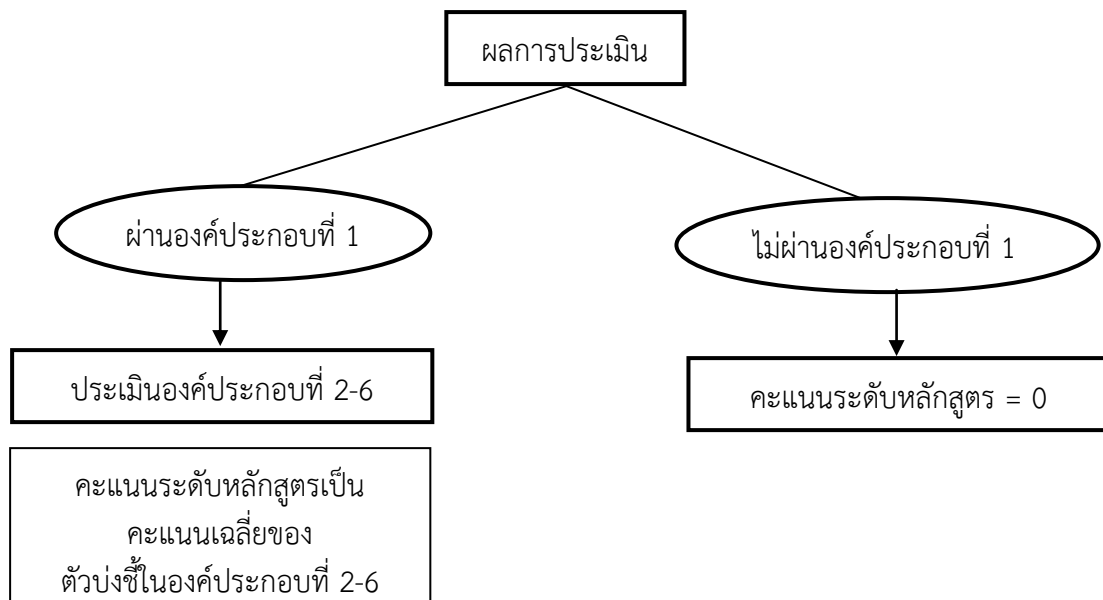 ผลการประเมิน
ผ่านองค์ประกอบที่ 1
ไม่ผ่านองค์ประกอบที่ 1
ประเมินองค์ประกอบที่ 2-6
คะแนนระดับหลักสูตร = 0
คะแนนระดับหลักสูตรเป็น
คะแนนเฉลี่ยของ
ตัวบ่งชี้ในองค์ประกอบที่ 2-6